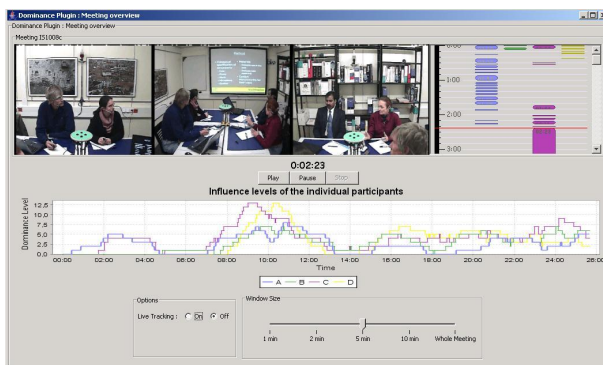 Dominance Plugin : Meeting overview
Dominance Plugin : Meeting overview
Meeting IS1008c
0:00
1:00
2:00
3:00
0:02:23
Play Pause Stop
Influence levels of the individual participants
Dominance Level
12,5
10,0
7,5
5,0
2,5
0,0
00:00 02:00 04:00 06:00 08:00 10:00 12:00 14:00 16:00 18:00 20:00 22:00 24:00 26:00 28:00
Time
A B C D
Options
Live Tracking : On Off
Window Size
1 min 2 min 5 min 10 min Whole Meeting